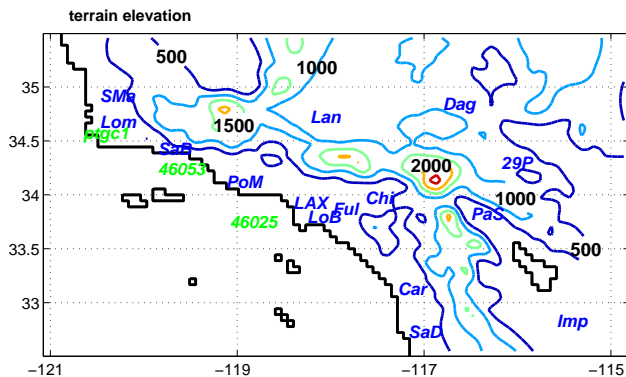 terrain elevation
500
1000
35
SMa
Dag
Lom
1500
Lan
ptgc1
34.5
SaB
2000
29P
46053
PoM
1000
34
LAX
Ful
Chi
PaS
46025
LoB
500
33.5
Car
33
Imp
SaD
−121
−119
−117
−115